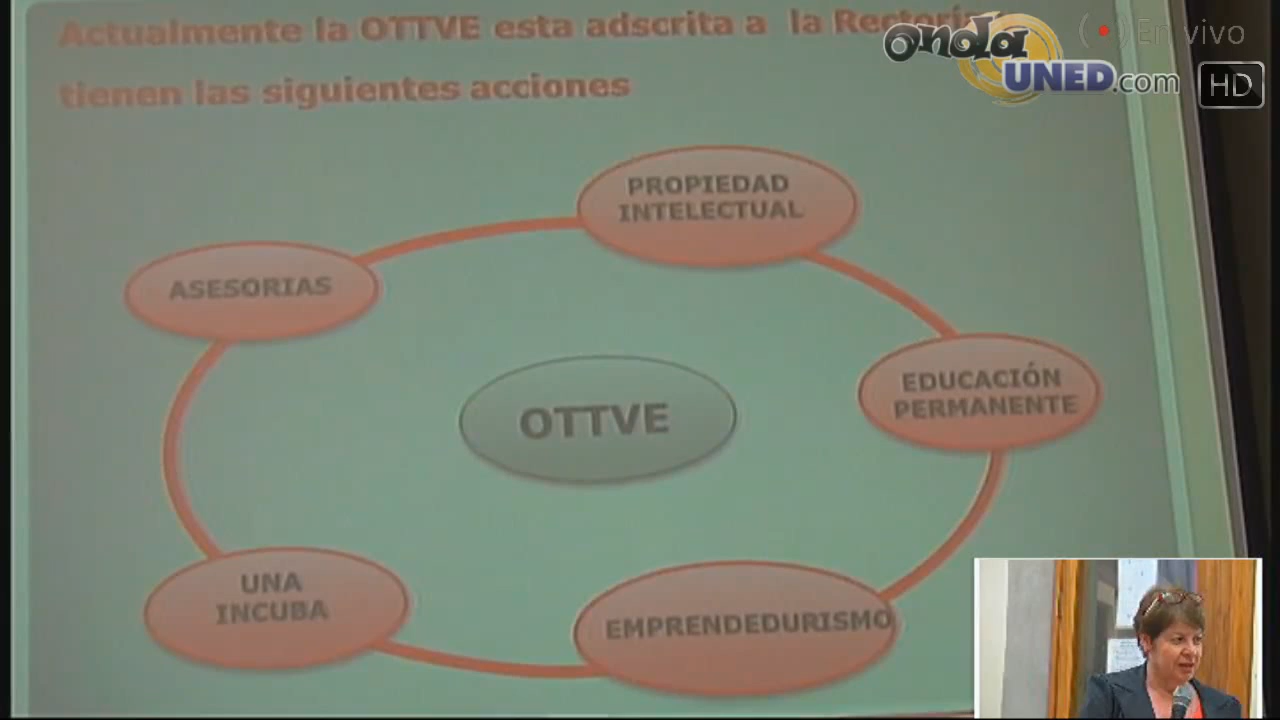 Actualmente la OTTVE esta adscrita a la
tienen las siguientes acciones
onda
UNED.com
(•) En vivo
HD
PROPIEDAD
INTELECTUAL
ASESORIAS
EDUCACIÓN
PERMANENTE
OTTVE
UNA
INCUBA
EMPRENDEDURISMO